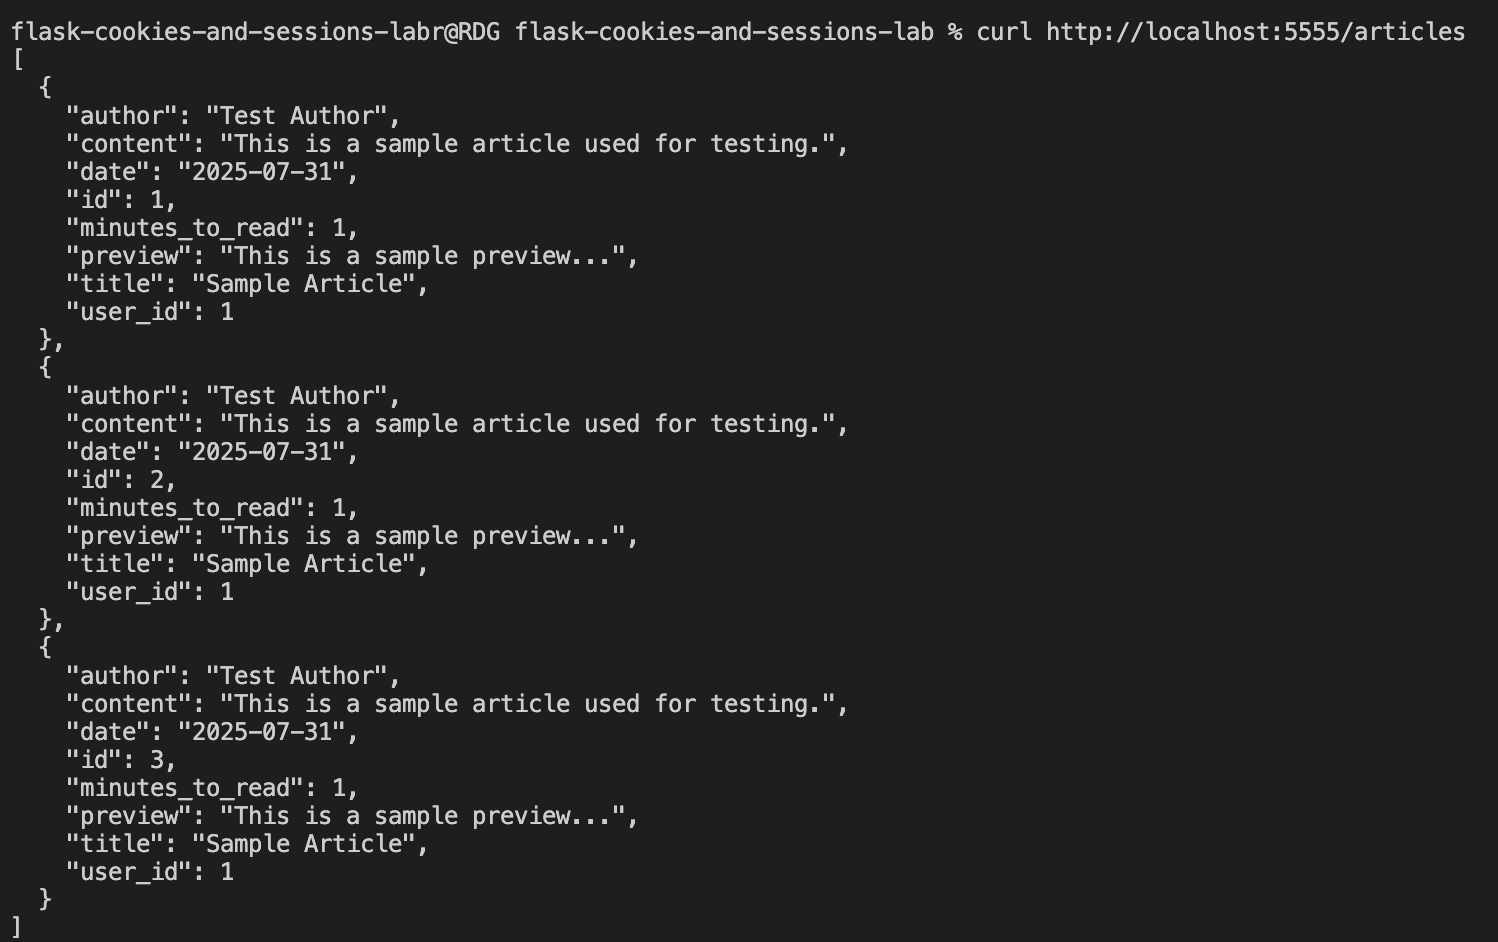 flask-cookies-and-sessions-labr@RDG flask-cookies-and-sessions-lab % curl http://localhost:5555/articles
[
  {
    "author": "Test Author",
    "content": "This is a sample article used for testing.",
    "date": "2025-07-31",
    "id": 1,
    "minutes_to_read": 1,
    "preview": "This is a sample preview...",
    "title": "Sample Article",
    "user_id": 1
  },
  {
    "author": "Test Author",
    "content": "This is a sample article used for testing.",
    "date": "2025-07-31",
    "id": 2,
    "minutes_to_read": 1,
    "preview": "This is a sample preview...",
    "title": "Sample Article",
    "user_id": 1
  },
  {
    "author": "Test Author",
    "content": "This is a sample article used for testing.",
    "date": "2025-07-31",
    "id": 3,
    "minutes_to_read": 1,
    "preview": "This is a sample preview...",
    "title": "Sample Article",
    "user_id": 1
  }
]